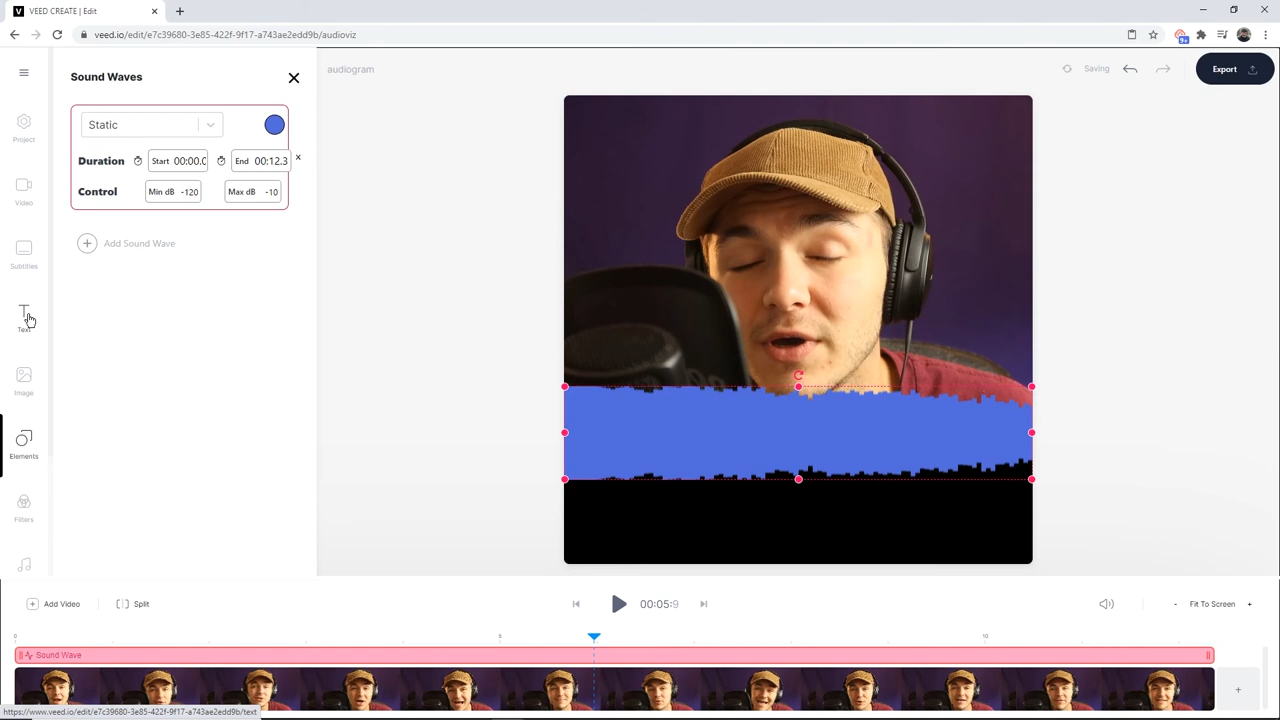 VEED CREATE | Edit
veed.io/edit/e7c39680-3e85-422f-9f17-a743ae2edd9b/audioviz
9+
Sound Waves
audiogram
Saving
Export
Static
Duration Start 00:00.0 End 00:12.3
Control Min dB -120 Max dB -10
Add Sound Wave
Project
Video
Subtitles
Text
Image
Elements
Filters
Add Video
Split
00:05:9
- Fit To Screen +
0 5 10
Sound Wave
https://www.veed.io/edit/e7c39680-3e85-422f-9f17-a743ae2edd9b/text